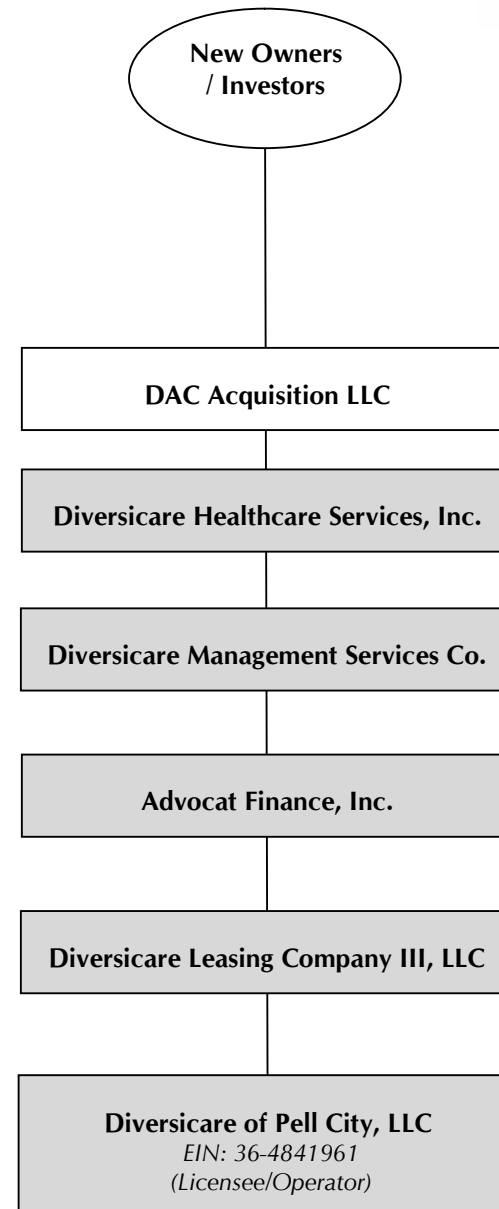 New Owners
/ Investors
DAC Acquisition LLC
Diversicare Healthcare Services, Inc.
Diversicare Management Services Co.
Advocat Finance, Inc.
Diversicare Leasing Company III, LLC
Diversicare of Pell City, LLC
EIN: 36-4841961
(Licensee/Operator)